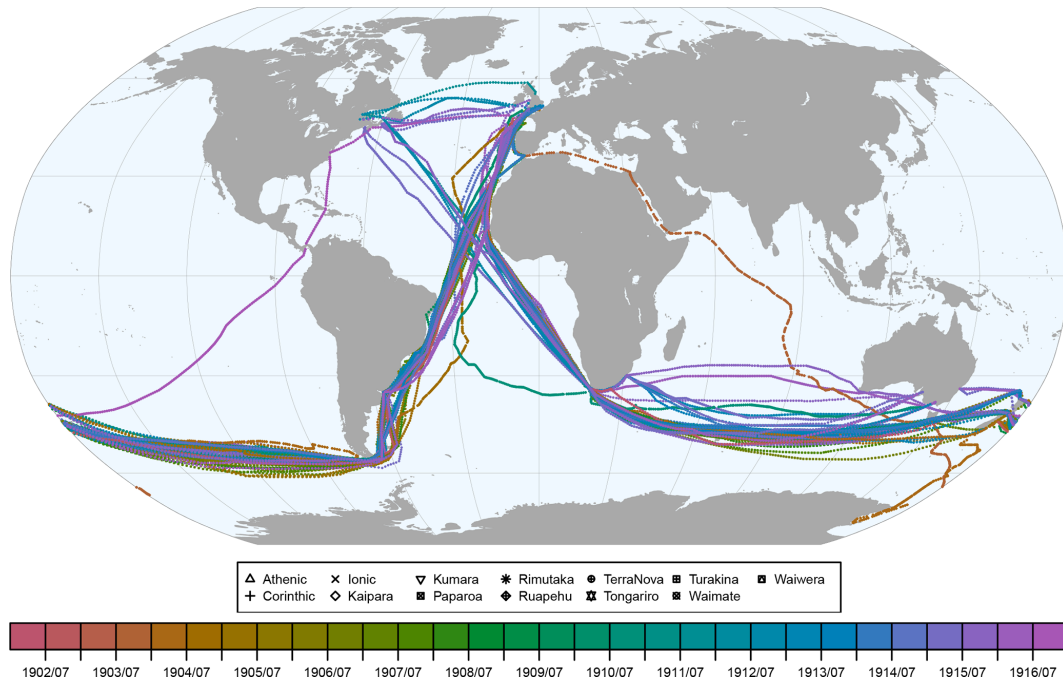 Athenic Ionic Kumara Rimutaka TerraNova Turakina Waiwera
Corinthic Kaipara Paparoa Ruapehu Tongariro Waimate
1902/07 1903/07 1904/07 1905/07 1906/07 1907/07 1908/07 1909/07 1910/07 1911/07 1912/07 1913/07 1914/07 1915/07 1916/07